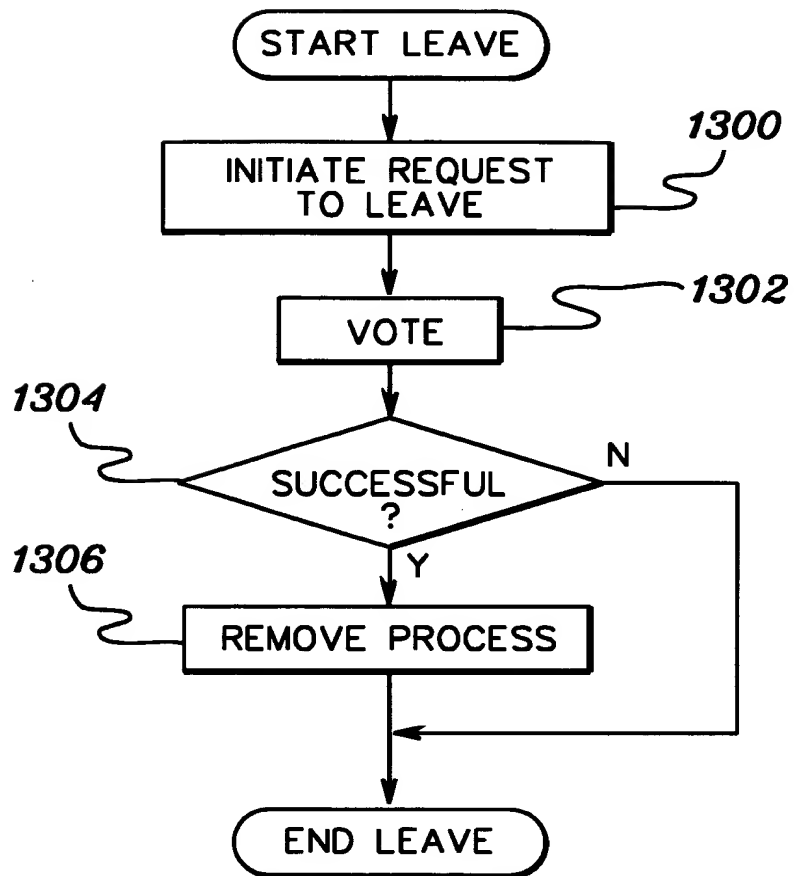 START LEAVE
1300
INITIATE REQUEST
TO LEAVE
1302
VOTE
1304
N
SUCCESSFUL
?
Y
1306
REMOVE PROCESS
END LEAVE